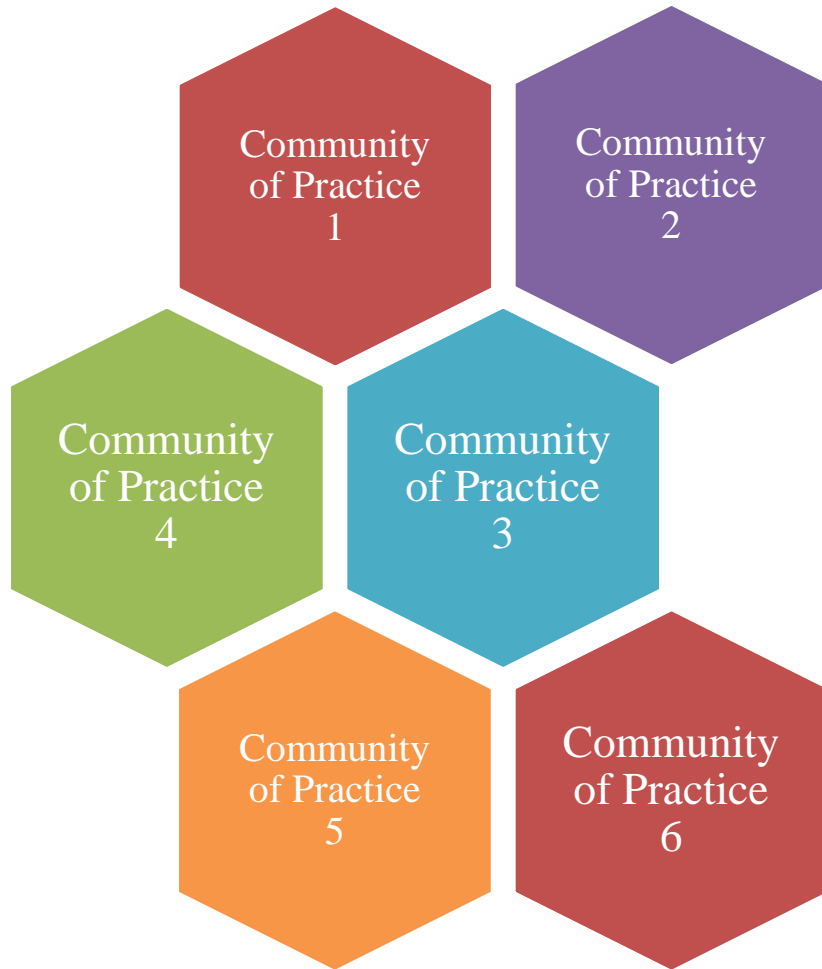 Community
of Practice
1
Community
of Practice
2
Community
of Practice
4
Community
of Practice
3
Community
of Practice
5
Community
of Practice
6